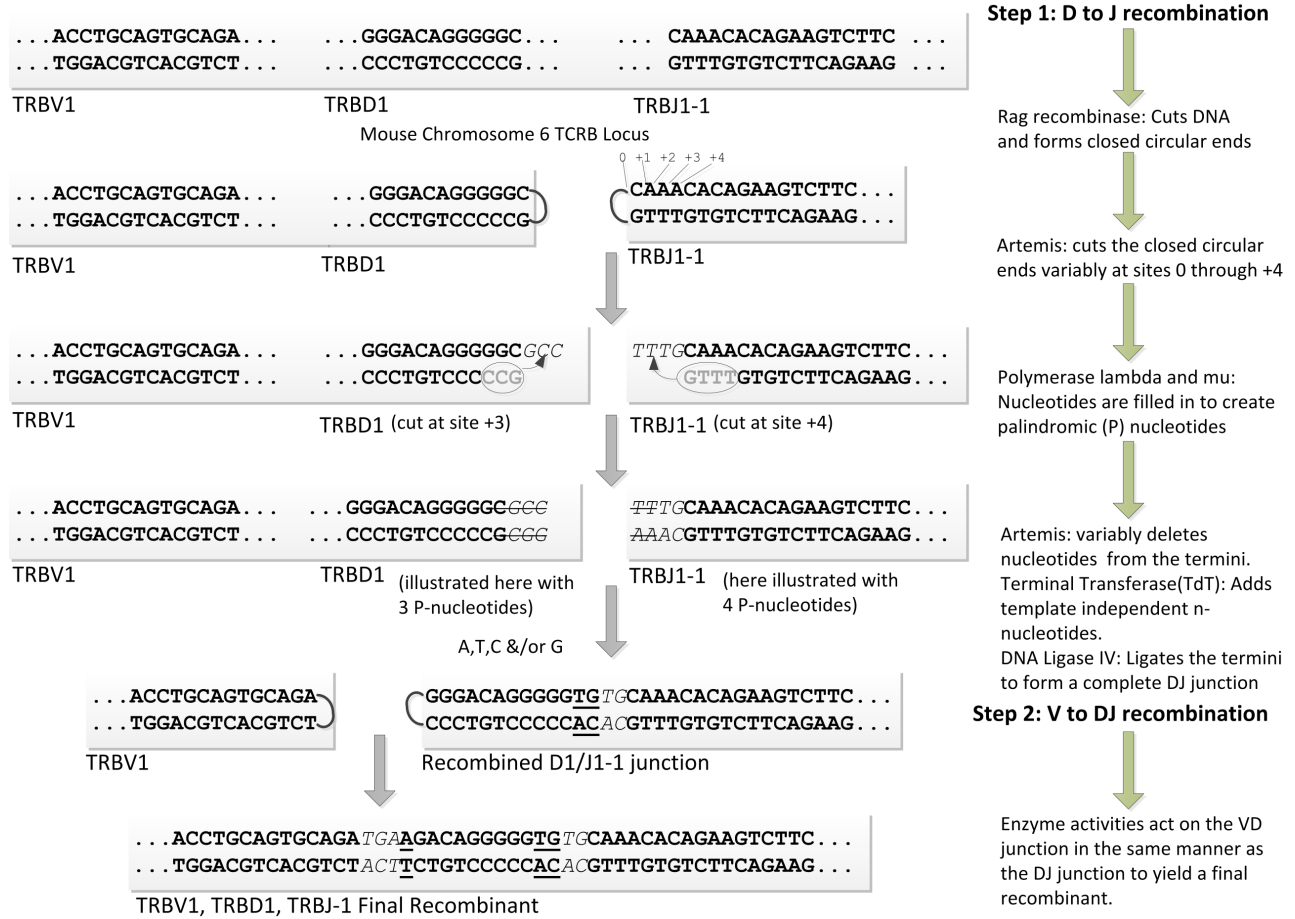 ...ACCTGCAGTGCAGA... ...GGGACAGGGGGC... ... CAAACACAGAAGTCTTC ...
...TGGACGTCACGTCT... ...CCCTGTCCCCCG... ... GTTTGTGTCTTCAGAAG ...
TRBV1 TRBD1 TRBJ1-1
Mouse Chromosome 6 TCRB Locus
0 +1 +2 +3 +4
...ACCTGCAGTGCAGA... ...GGGACAGGGGGC CAAACACAGAAGTCTTC...
...TGGACGTCACGTCT... ...CCCTGTCCCCCG GTTTGTGTCTTCAGAAG...
TRBV1 TRBD1 TRBJ1-1
...ACCTGCAGTGCAGA... ...GGGACAGGGGGCGCC TTTGCAAACACAGAAGTCTTC...
...TGGACGTCACGTCT... ...CCCTGTCCCCCG GTTTGTGTCTTCAGAAG...
TRBV1 TRBD1 (cut at site +3) TRBJ1-1 (cut at site +4)
...ACCTGCAGTGCAGA... ...GGGACAGGGGGCGCC TTTGCAAACACAGAAGTCTTC...
...TGGACGTCACGTCT... ...CCCTGTCCCCCGCGG AAACGTTTGTGTCTTCAGAAG...
TRBV1 TRBD1 (illustrated here with
3 P-nucleotides)
TRBJ1-1 (here illustrated with
4 P-nucleotides)
A,T,C &/or G
...ACCTGCAGTGCAGA GGGACAGGGGGTGTGCAAACACAGAAGTCTTC...
...TGGACGTCACGTCT CCCTGTCCCCCACACGTTTGTGTCTTCAGAAG...
TRBV1 Recombined D1/J1-1 junction
...ACCTGCAGTGCAGATGAAGACAGGGGGTGTGCAAACACAGAAGTCTTC...
...TGGACGTCACGTCTACTTCTGTCCCCCACACGTTTGTGTCTTCAGAAG...
TRBV1, TRBD1, TRBJ-1 Final Recombinant
Step 1: D to J recombination
Rag recombinase: Cuts DNA
and forms closed circular ends
Artemis: cuts the closed circular
ends variably at sites 0 through +4
Polymerase lambda and mu:
Nucleotides are filled in to create
palindromic (P) nucleotides
Artemis: variably deletes
nucleotides from the termini.
Terminal Transferase(TdT): Adds
template independent n-
nucleotides.
DNA Ligase IV: Ligates the termini
to form a complete DJ junction
Step 2: V to DJ recombination
Enzyme activities act on the VD
junction in the same manner as
the DJ junction to yield a final
recombinant.